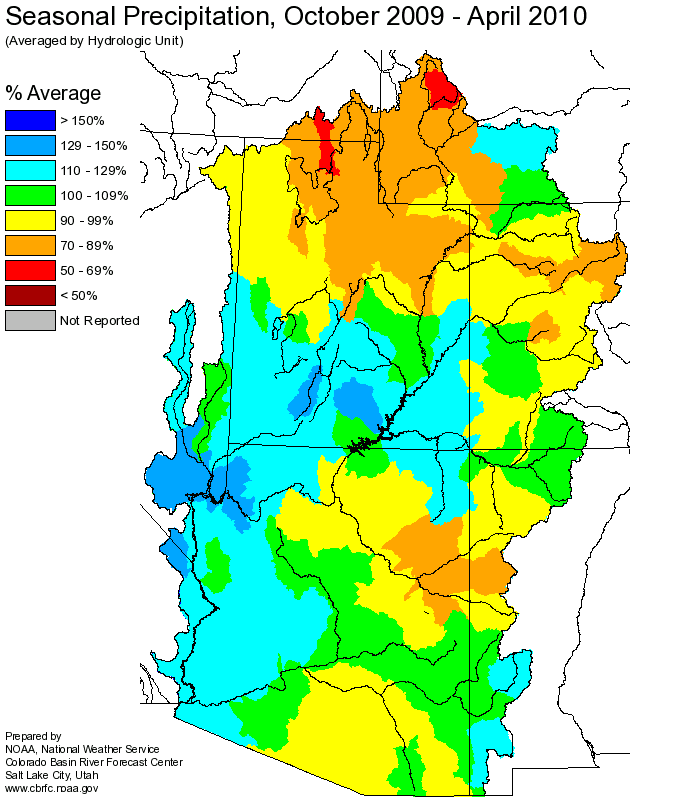 Seasonal Precipitation, October 2009 - April 2010
(Averaged by Hydrologic Unit)
% Average
> 150%
129 - 150%
110 - 129%
100 - 109%
90 - 99%
70 - 89%
50 - 69%
< 50%
Not Reported
Prepared by
NOAA, National Weather Service
Colorado Basin River Forecast Center
Salt Lake City, Utah
www.cbrfc.noaa.gov